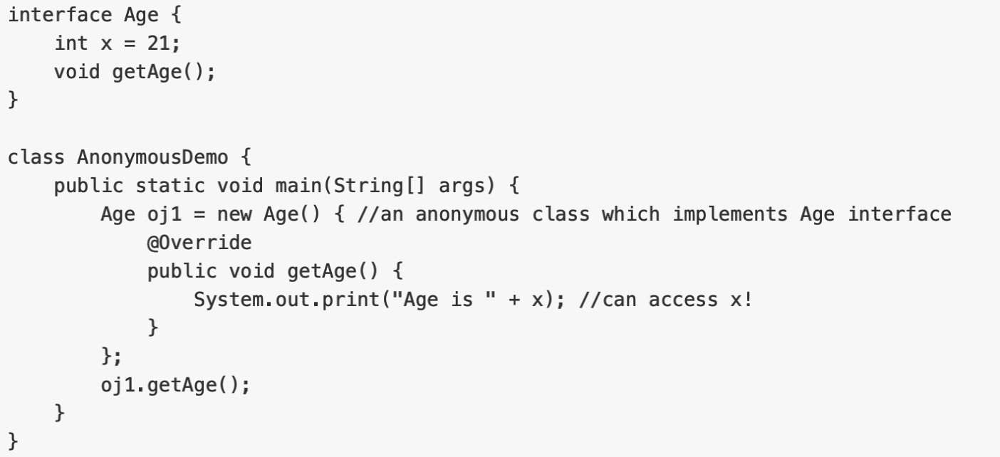 interface Age {
    int x = 21;
    void getAge();
}

class AnonymousDemo {
    public static void main(String[] args) {
        Age oj1 = new Age() { //an anonymous class which implements Age interface
            @Override
            public void getAge() {
                System.out.print("Age is " + x); //can access x!
            }
        };
        oj1.getAge();
    }
}